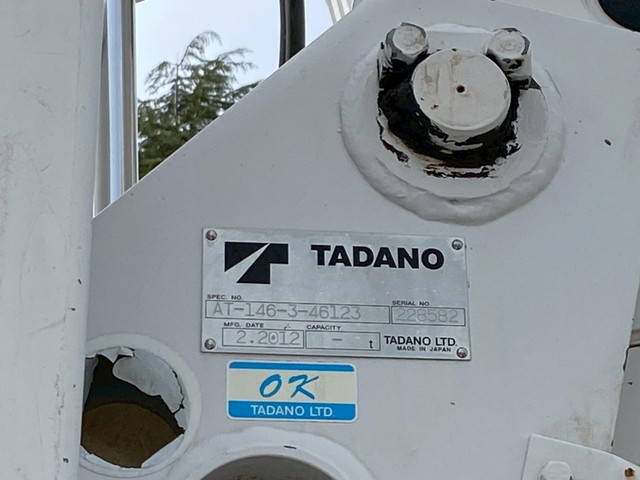 TADANO
SPEC. NO.
AT-146-3-46123
SERIAL NO.
228582
MFG. DATE
2.2012
CAPACITY
- t
TADANO LTD.
MADE IN JAPAN
OK
TADANO LTD